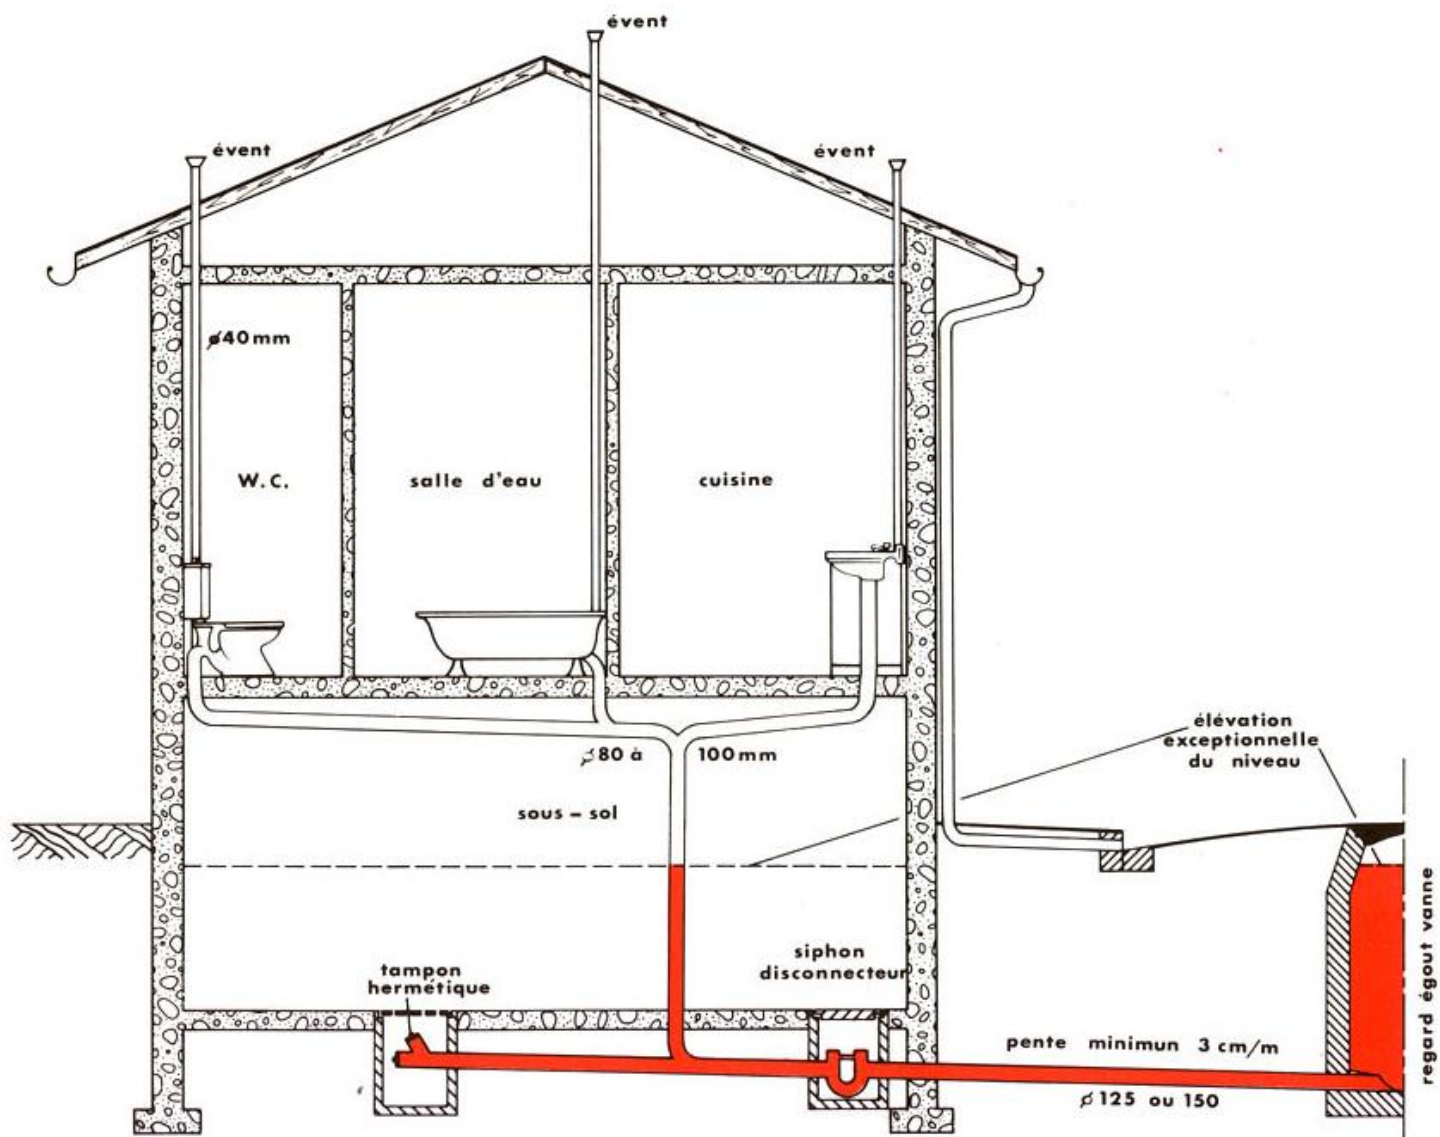 évent
évent
évent
ø40mm
W.C.
salle d'eau
cuisine
élévation
exceptionnelle
du niveau
ø80 à 100mm
sous-sol
siphon
disconnecteur
tampon
hermétique
pente minimun 3 cm/m
ø125 ou 150
regard égout vanne